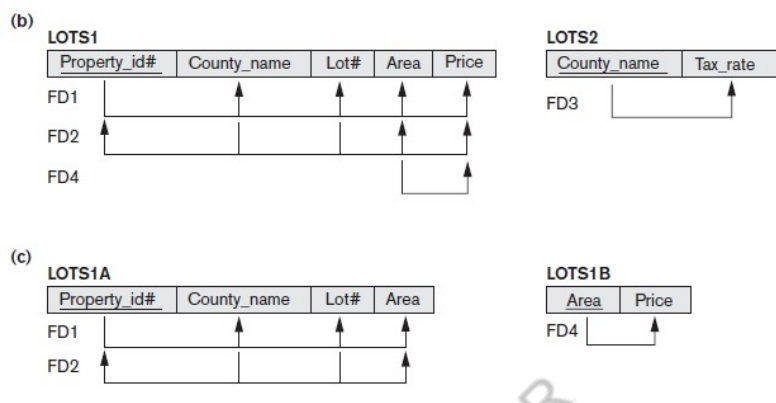 (b)
LOTS1
Property_id# County_name Lot# Area Price
FD1
FD2
FD4
LOTS2
County_name Tax_rate
FD3
(c)
LOTS1A
Property_id# County_name Lot# Area
FD1
FD2
LOTS1B
Area Price
FD4